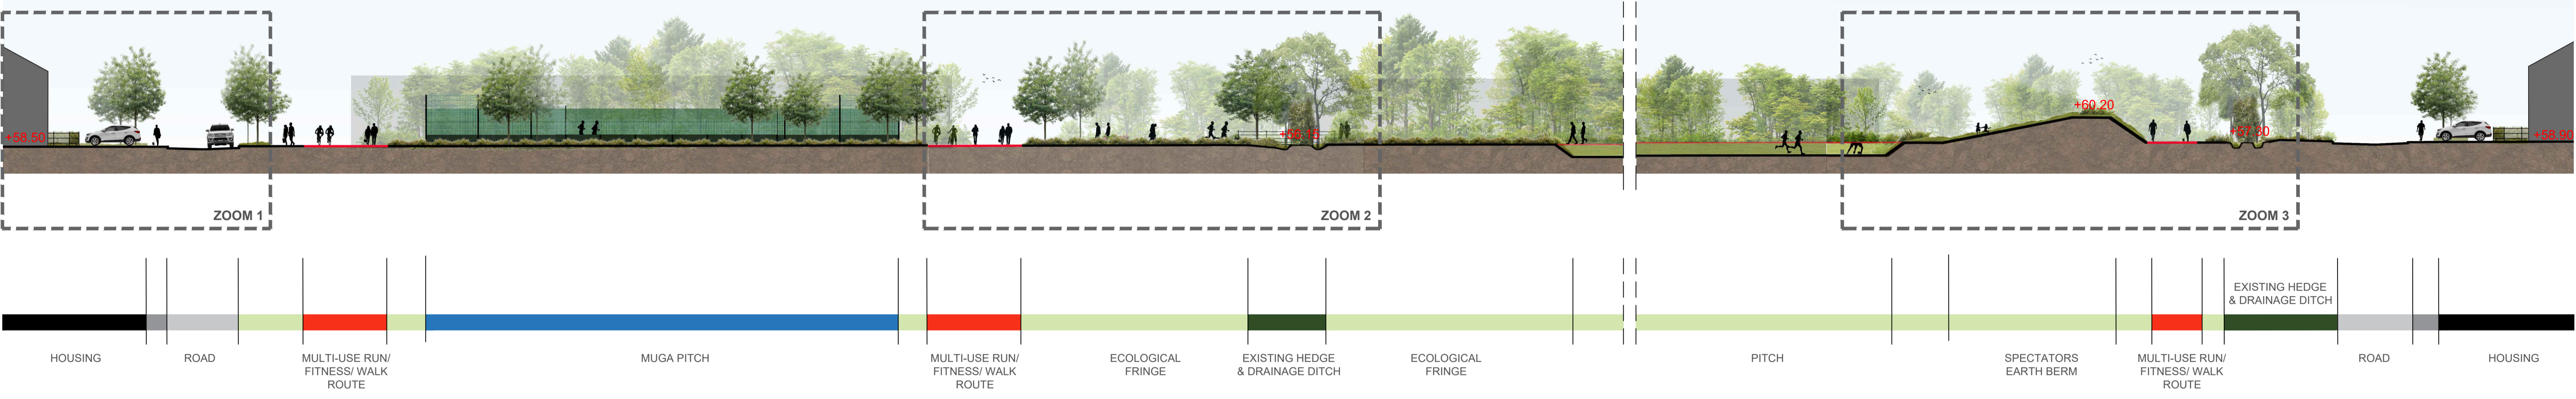 +58.50
+60.20
+57.30
+58.90
ZOOM 1
ZOOM 2
ZOOM 3
EXISTING HEDGE
& DRAINAGE DITCH
HOUSING
ROAD
MULTI-USE RUN/
FITNESS/ WALK
ROUTE
MUGA PITCH
MULTI-USE RUN/
FITNESS/ WALK
ROUTE
ECOLOGICAL
FRINGE
EXISTING HEDGE
& DRAINAGE DITCH
ECOLOGICAL
FRINGE
PITCH
SPECTATORS
EARTH BERM
MULTI-USE RUN/
FITNESS/ WALK
ROUTE
ROAD
HOUSING